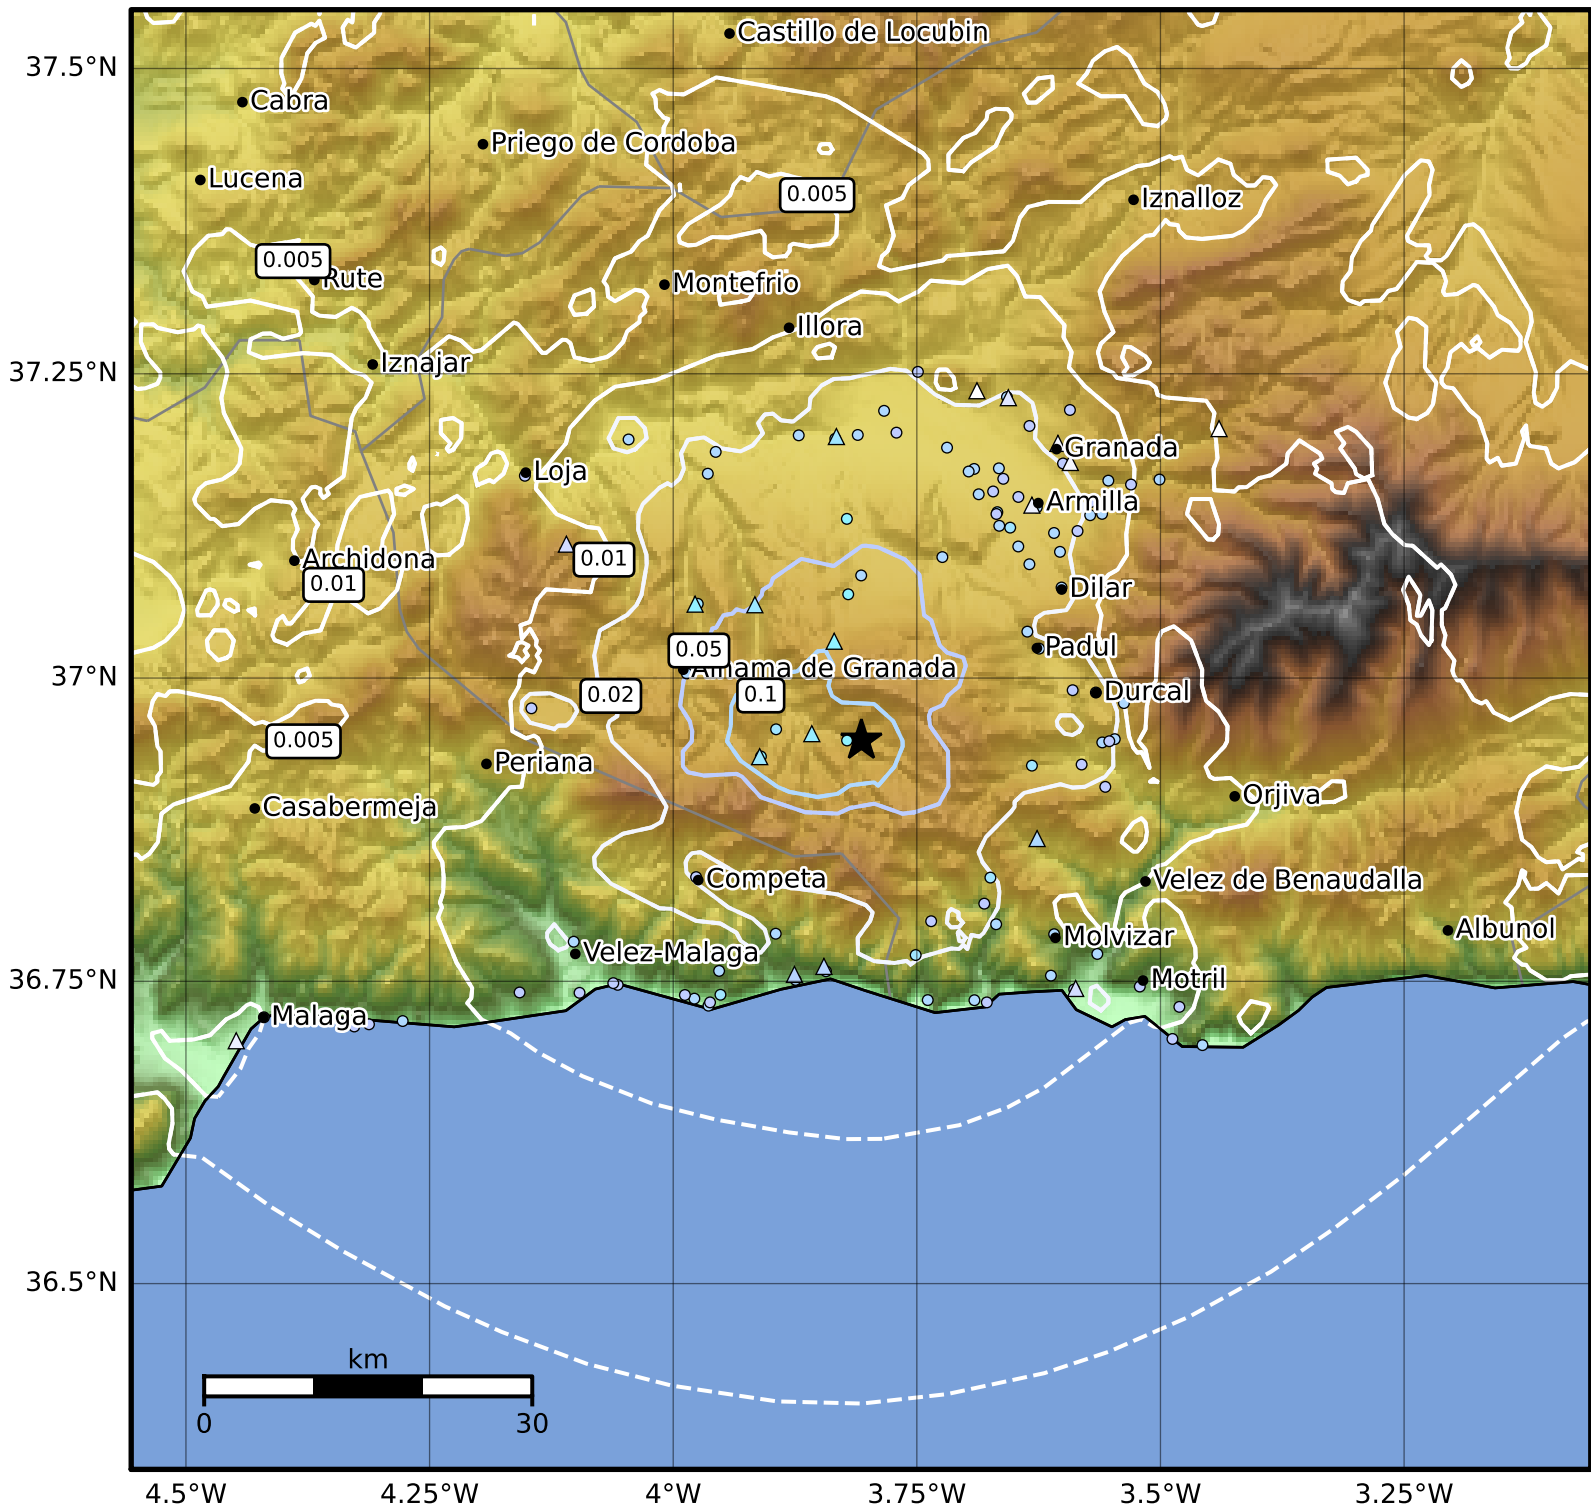 Castillo de Locubin
37.5°N
Cabra
Priego de Cordoba
Lucena
0.005
Iznalloz
0.005
Rute
Montefrio
Illora
Iznajar
37.25°N
Granada
Loja
Armilla
Archidona
0.01
0.01
Dilar
0.05
Padul
Alhama de Granada
37°N
0.02
0.1
Durcal
0.005
Periana
Orjiva
Casabermeja
Competa
Velez de Benaudalla
Albunol
Molvizar
Velez-Malaga
36.75°N
Motril
Malaga
36.5°N
km
0
30
4.5°W
4.25°W
4°W
3.75°W
3.5°W
3.25°W